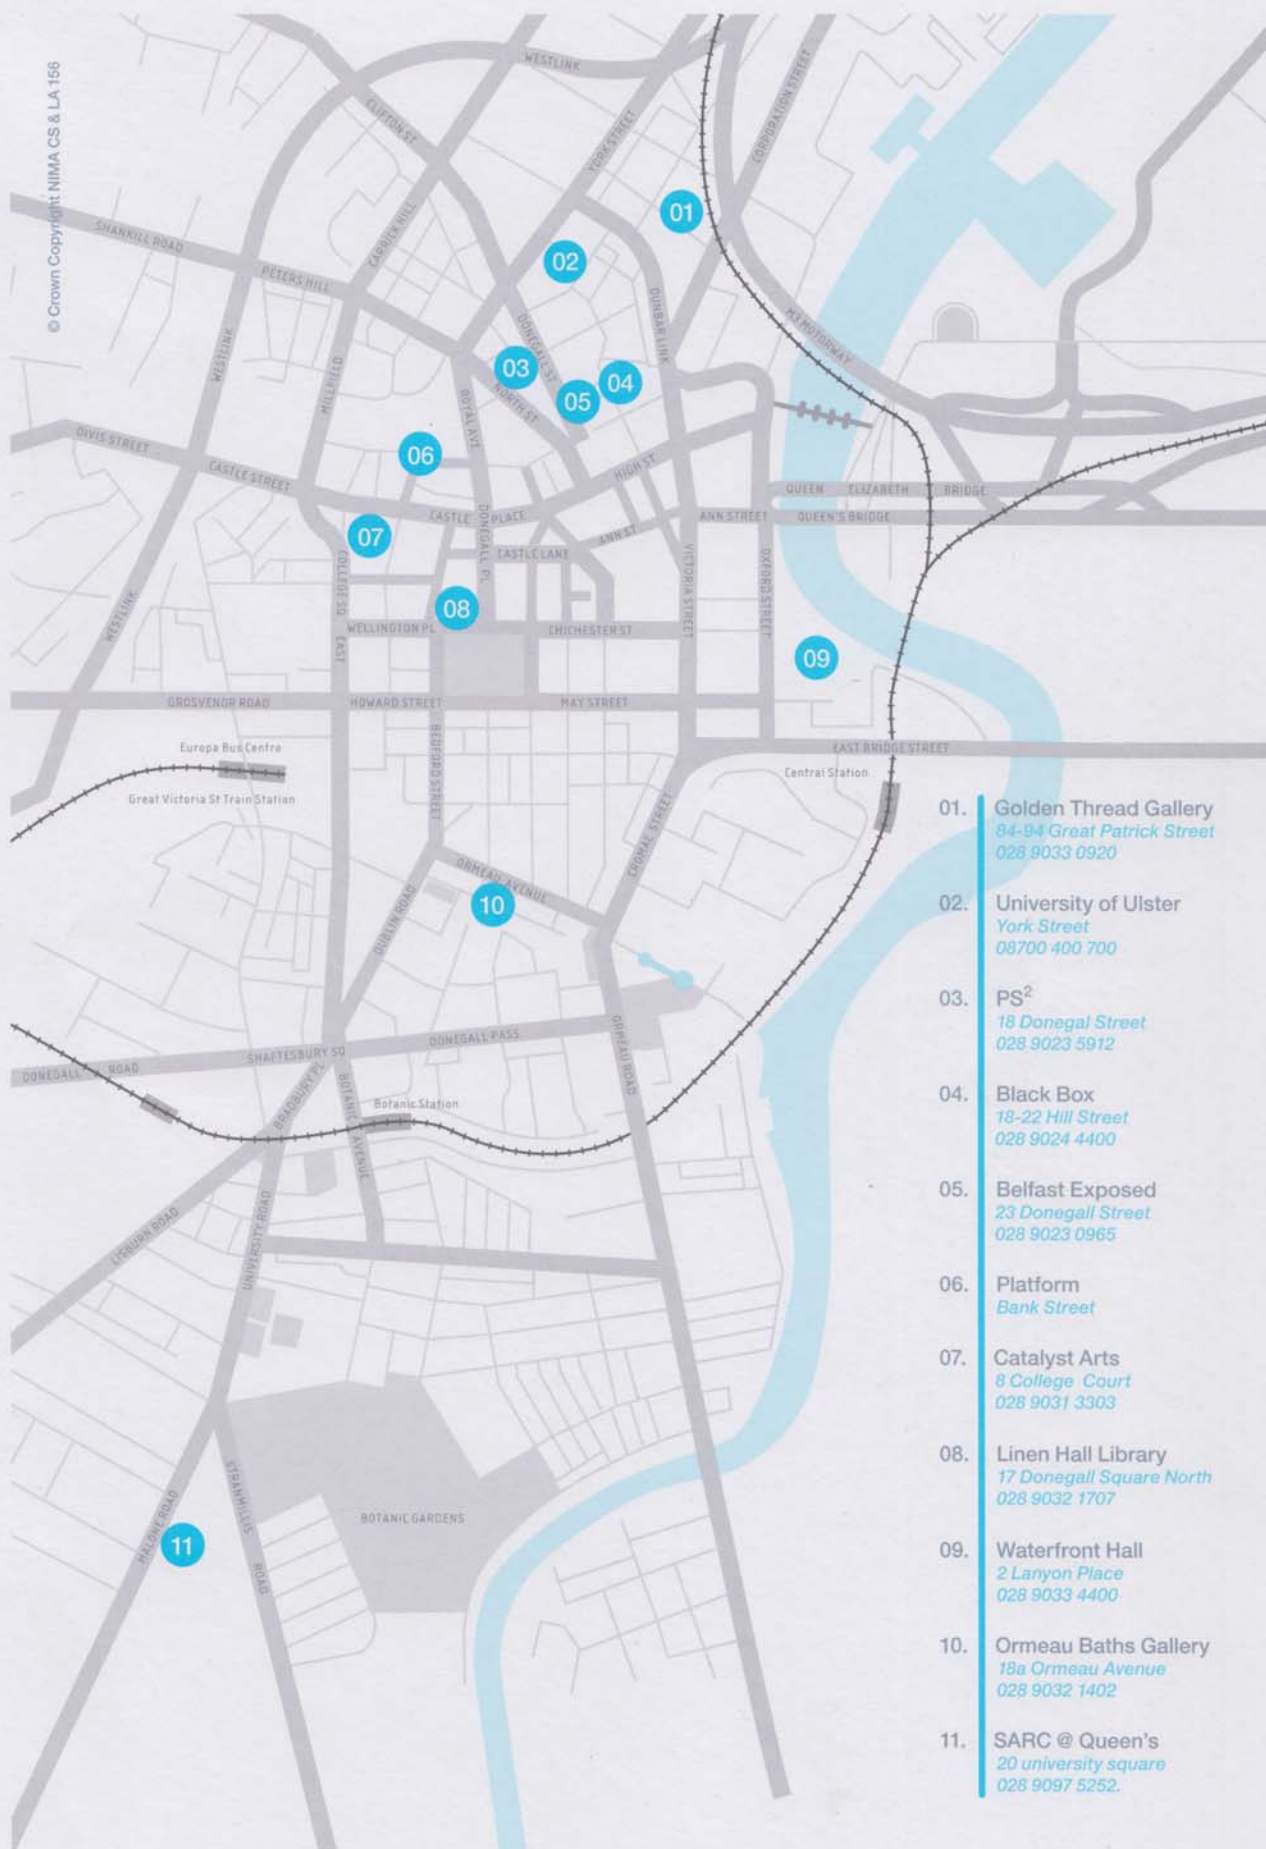 © Crown Copyright NIMA CS & LA 156
WESTLINK
CLIFTON ST
YORK STREET
CORPORATION STREET
SHANKILL ROAD
PETERS HILL
CARRICK HILL
01
02
DUNBAR LINK
M3 MOTORWAY
WESTLINK
MILLFIELD
DONEGALL ST
03
04
05
NORTH ST
ROYAL AVE
DIVIS STREET
CASTLE STREET
06
HIGH ST
QUEEN ELIZABETH BRIDGE
CASTLE PLACE
DONEGALL PL
ANN STREET
QUEEN'S BRIDGE
07
ANN ST
CASTLE LANE
COLLEGE SQ EAST
VICTORIA STREET
OXFORD STREET
WESTLINK
08
WELLINGTON PL
CHICHESTER ST
09
GROSVENOR ROAD
HOWARD STREET
MAY STREET
BEDFORD STREET
Europa Bus Centre
EAST BRIDGE STREET
Great Victoria St Train Station
Central Station
CROMAC STREET
ORMEAU AVENUE
10
DUBLIN ROAD
ORMEAU ROAD
DONEGALL PASS
SHAFTESBURY SQ
DONEGALL ROAD
BRADBURY PL
BOTANIC AVENUE
Botanic Station
LISBURN ROAD
UNIVERSITY ROAD
BOTANIC GARDENS
MALONE ROAD
11
STRANMILLIS ROAD
01. Golden Thread Gallery
84-94 Great Patrick Street
028 9033 0920
02. University of Ulster
York Street
08700 400 700
03. PS²
18 Donegal Street
028 9023 5912
04. Black Box
18-22 Hill Street
028 9024 4400
05. Belfast Exposed
23 Donegall Street
028 9023 0965
06. Platform
Bank Street
07. Catalyst Arts
8 College Court
028 9031 3303
08. Linen Hall Library
17 Donegall Square North
028 9032 1707
09. Waterfront Hall
2 Lanyon Place
028 9033 4400
10. Ormeau Baths Gallery
18a Ormeau Avenue
028 9032 1402
11. SARC @ Queen's
20 university square
028 9097 5252.